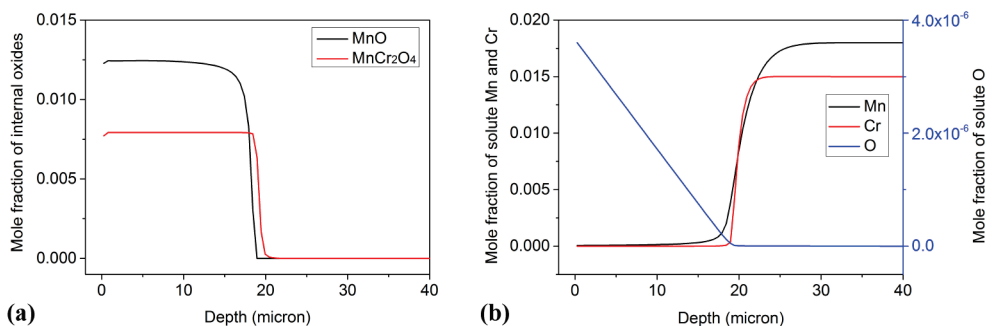 Mole fraction of internal oxides
0.015
0.010
0.005
0.000
MnO
MnCr₂O₄
0
10
20
30
40
Depth (micron)
(a)
Mole fraction of solute Mn and Cr
0.020
0.015
0.010
0.005
0.000
Mn
Cr
O
4.0x10⁻⁶
2.0x10⁻⁶
0.0
Mole fraction of solute O
0
10
20
30
40
Depth (micron)
(b)